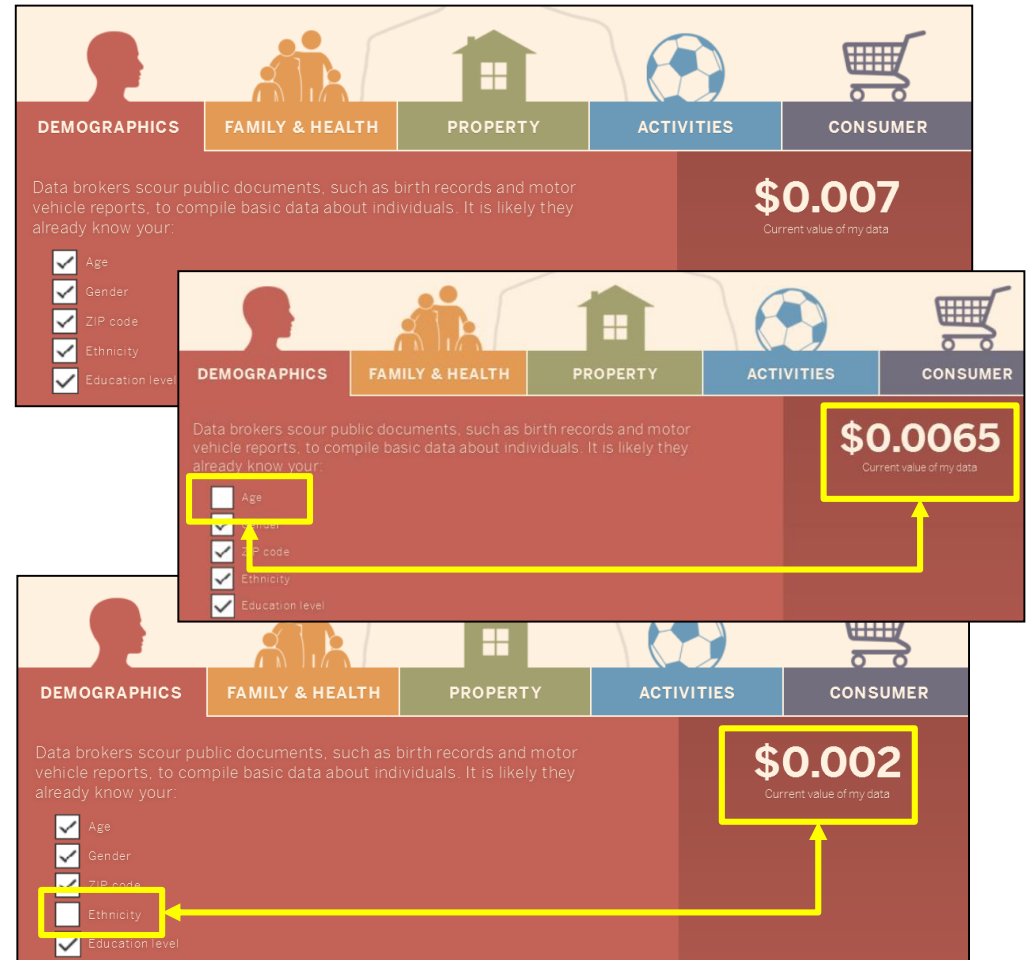 DEMOGRAPHICS
FAMILY & HEALTH
PROPERTY
ACTIVITIES
CONSUMER
Data brokers scour public documents, such as birth records and motor
vehicle reports, to compile basic data about individuals. It is likely they
already know your:
$0.007
Current value of my data
Age
Gender
ZIP code
Ethnicity
Education level
DEMOGRAPHICS
FAMILY & HEALTH
PROPERTY
ACTIVITIES
CONSUMER
Data brokers scour public documents, such as birth records and motor
vehicle reports, to compile basic data about individuals. It is likely they
already know your:
$0.0065
Current value of my data
Age
Gender
ZIP code
Ethnicity
Education level
DEMOGRAPHICS
FAMILY & HEALTH
PROPERTY
ACTIVITIES
CONSUMER
Data brokers scour public documents, such as birth records and motor
vehicle reports, to compile basic data about individuals. It is likely they
already know your:
$0.002
Current value of my data
Age
Gender
ZIP code
Ethnicity
Education level